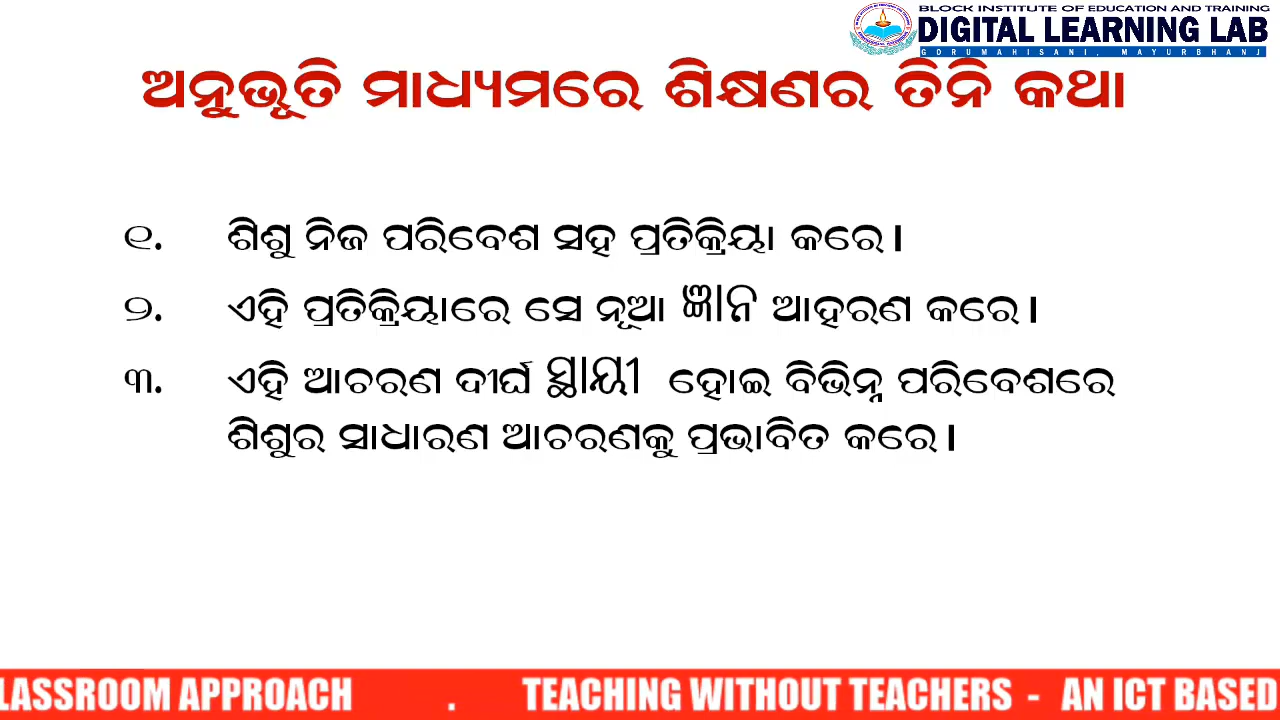 BLOCK INSTITUTE OF EDUCATION AND TRAINING
DIGITAL LEARNING LAB
GORUMAHISANI, MAYURBHANJ
ଅନୁଭୂତି ମାଧ୍ୟମରେ ଶିକ୍ଷଣର ତିନି କଥା
୧. ଶିଶୁ ନିଜ ପରିବେଶ ସହ ପ୍ରତିକ୍ରିୟା କରେ।
୨. ଏହି ପ୍ରତିକ୍ରିୟାରେ ସେ ନୂଆ ଜ୍ଞାନ ଆହରଣ କରେ।
୩. ଏହି ଆଚରଣ ଦୀର୍ଘ ସ୍ଥାୟୀ ହୋଇ ବିଭିନ୍ନ ପରିବେଶରେ
ଶିଶୁର ସାଧାରଣ ଆଚରଣକୁ ପ୍ରଭାବିତ କରେ।
LASSROOM APPROACH . TEACHING WITHOUT TEACHERS - AN ICT BASED